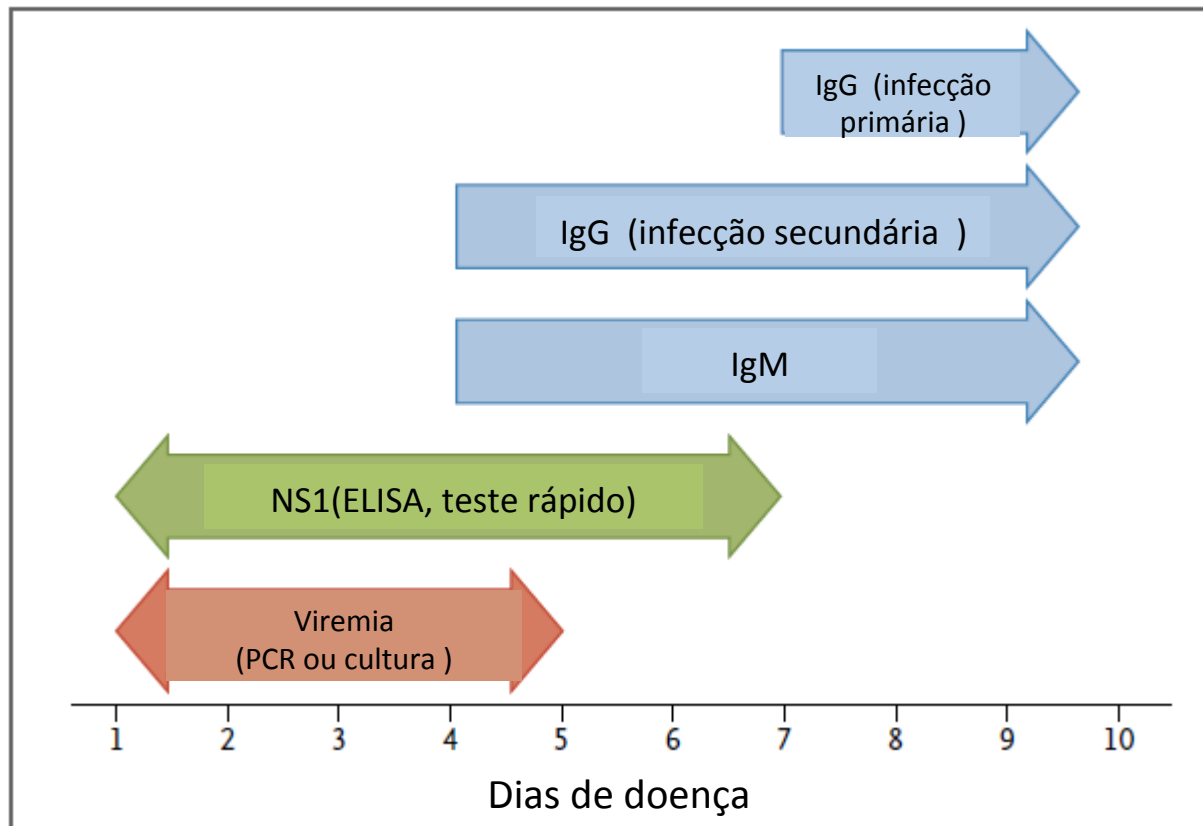 IgG (infecção
primária )
IgG (infecção secundária )
IgM
NS1(ELISA, teste rápido)
Viremia
(PCR ou cultura )
1 2 3 4 5 6 7 8 9 10
Dias de doença